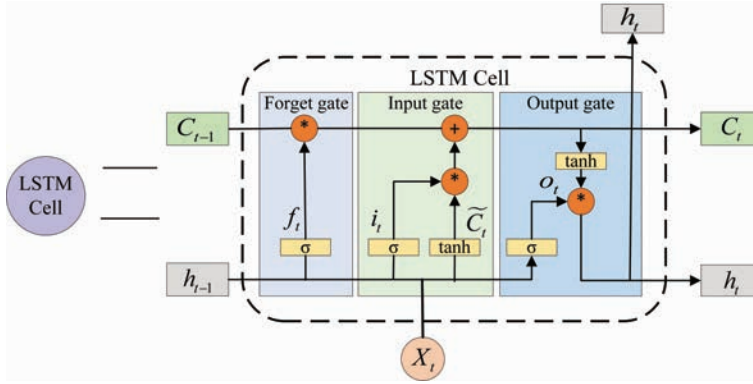 h_t
LSTM Cell
Forget gate
Input gate
Output gate
C_{t-1}
*
+
C_t
tanh
LSTM
Cell
*
o_t
*
f_t
i_t
C̃_t
σ
σ
tanh
σ
h_{t-1}
h_t
X_t